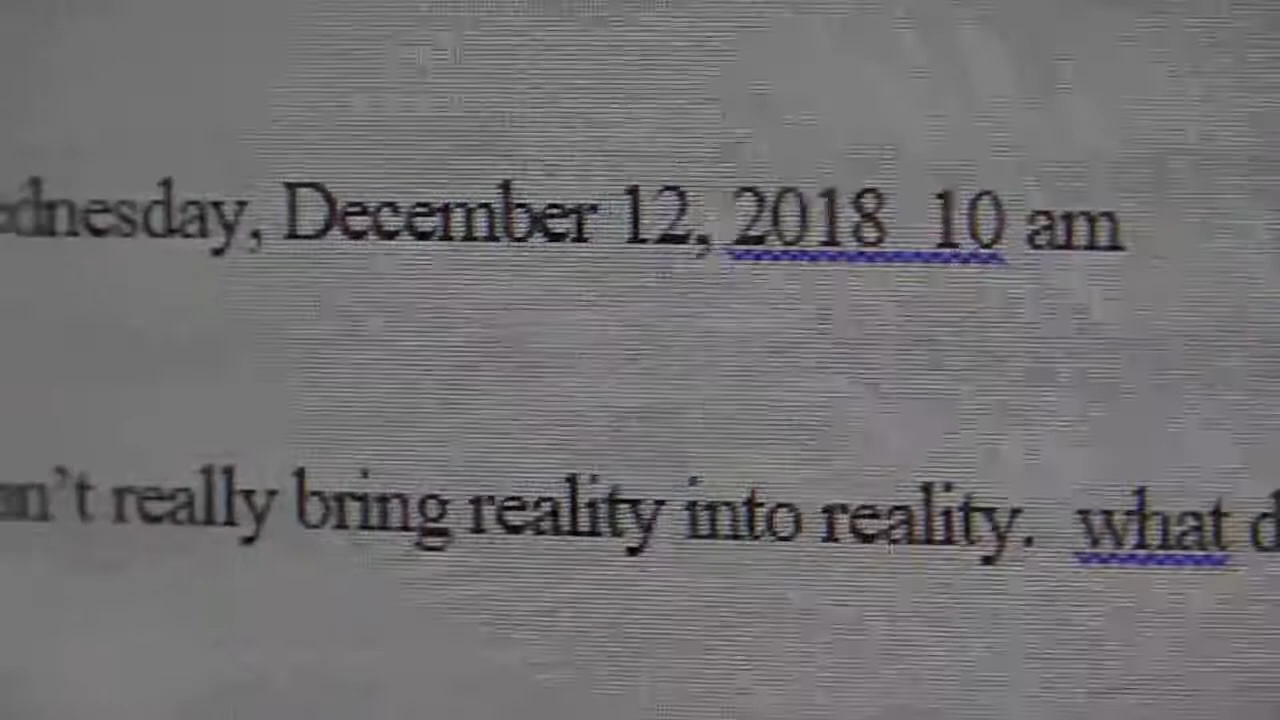 dnesday, December 12, 2018  10 am
n't really bring reality into reality.  what d